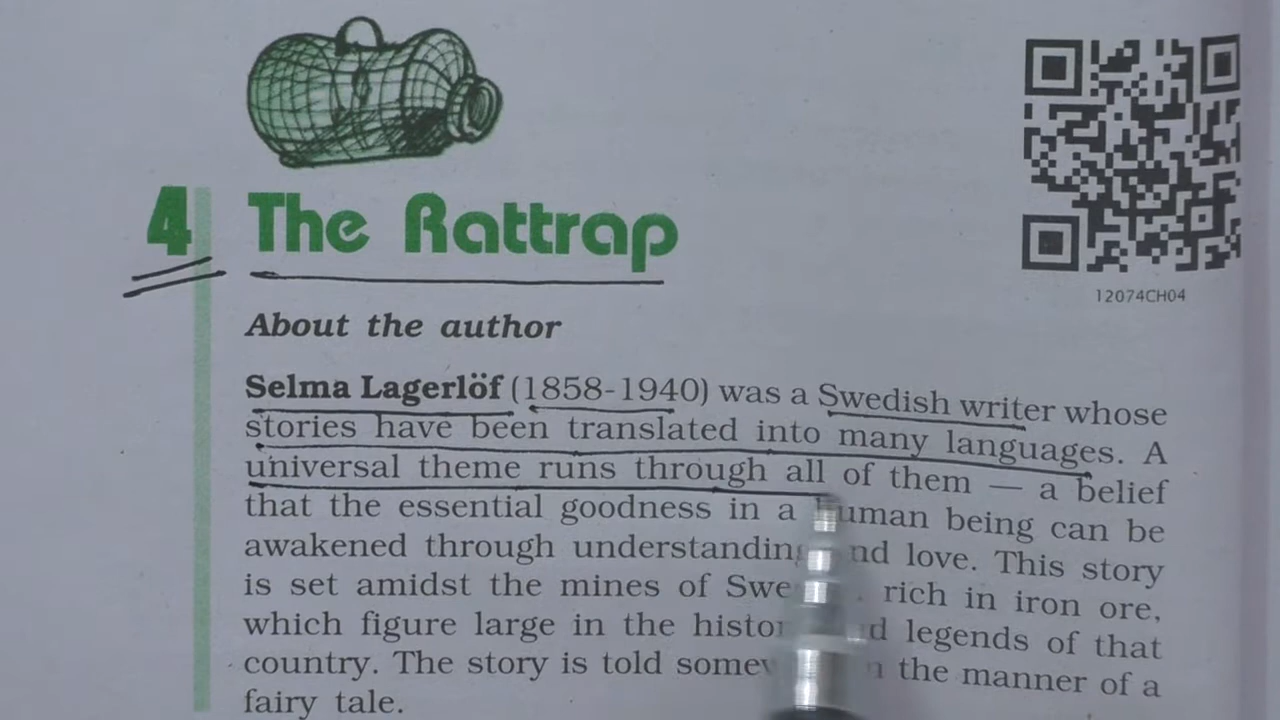 4 The Rattrap
12074CH04
About the author
Selma Lagerlöf (1858-1940) was a Swedish writer whose
stories have been translated into many languages. A
universal theme runs through all of them — a belief
that the essential goodness in a human being can be
awakened through understanding and love. This story
is set amidst the mines of rich in iron ore,
which figure large in the legends of that
country. The story is told the manner of a
fairy tale.